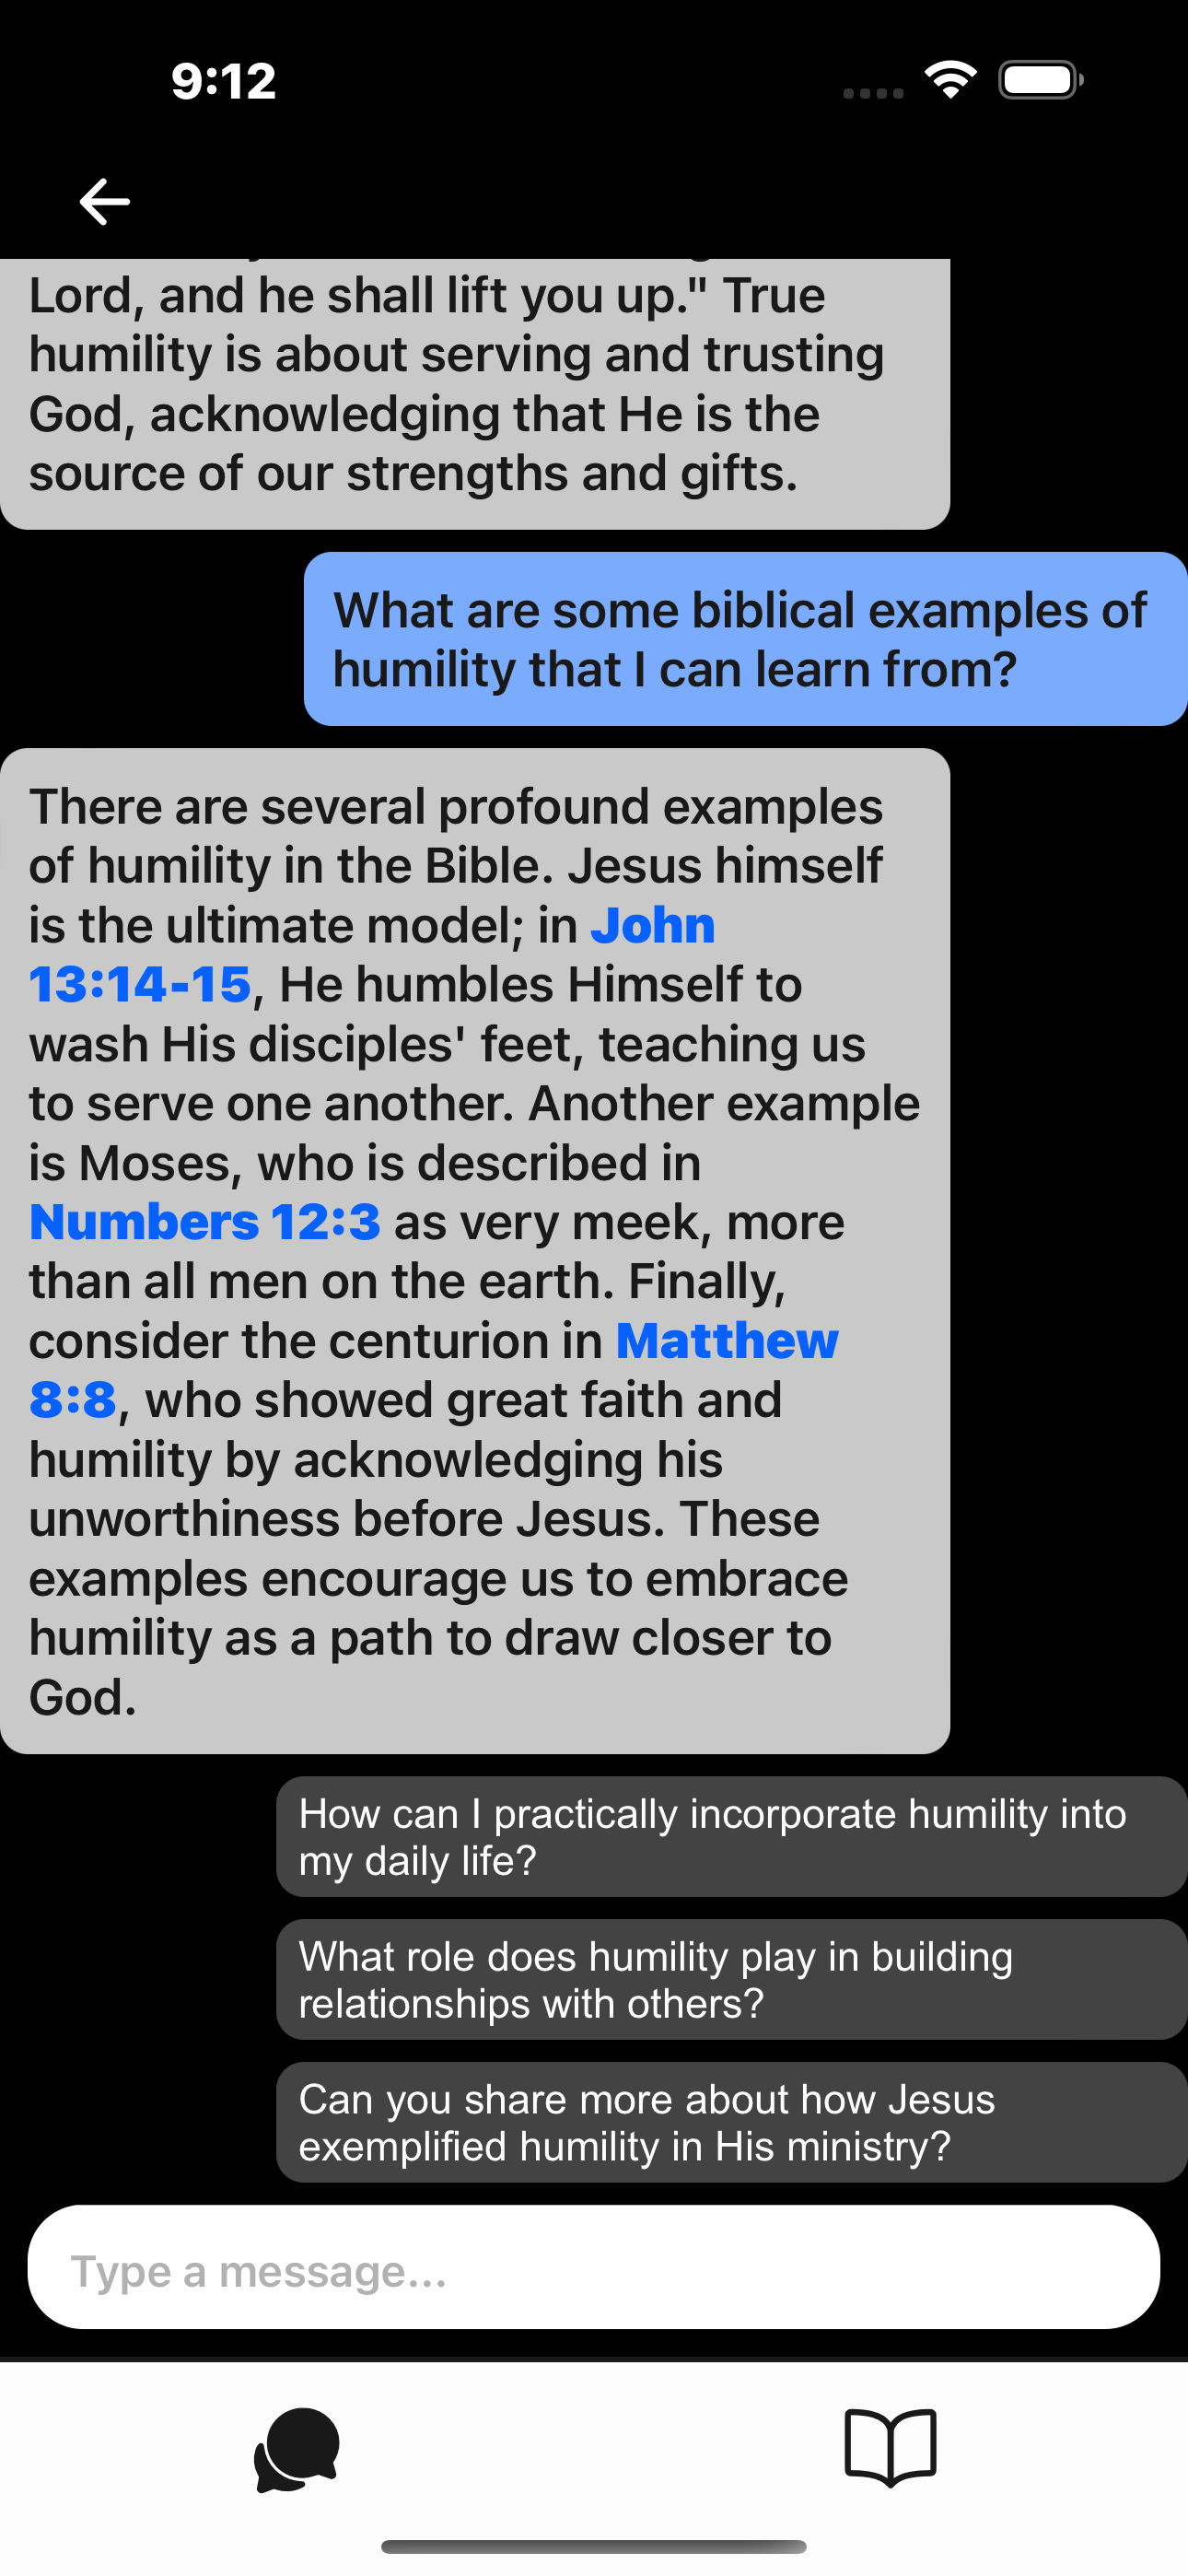 9:12
Lord, and he shall lift you up." True
humility is about serving and trusting
God, acknowledging that He is the
source of our strengths and gifts.
What are some biblical examples of
humility that I can learn from?
There are several profound examples
of humility in the Bible. Jesus himself
is the ultimate model; in John
13:14-15, He humbles Himself to
wash His disciples' feet, teaching us
to serve one another. Another example
is Moses, who is described in
Numbers 12:3 as very meek, more
than all men on the earth. Finally,
consider the centurion in Matthew
8:8, who showed great faith and
humility by acknowledging his
unworthiness before Jesus. These
examples encourage us to embrace
humility as a path to draw closer to
God.
How can I practically incorporate humility into
my daily life?
What role does humility play in building
relationships with others?
Can you share more about how Jesus
exemplified humility in His ministry?
Type a message...